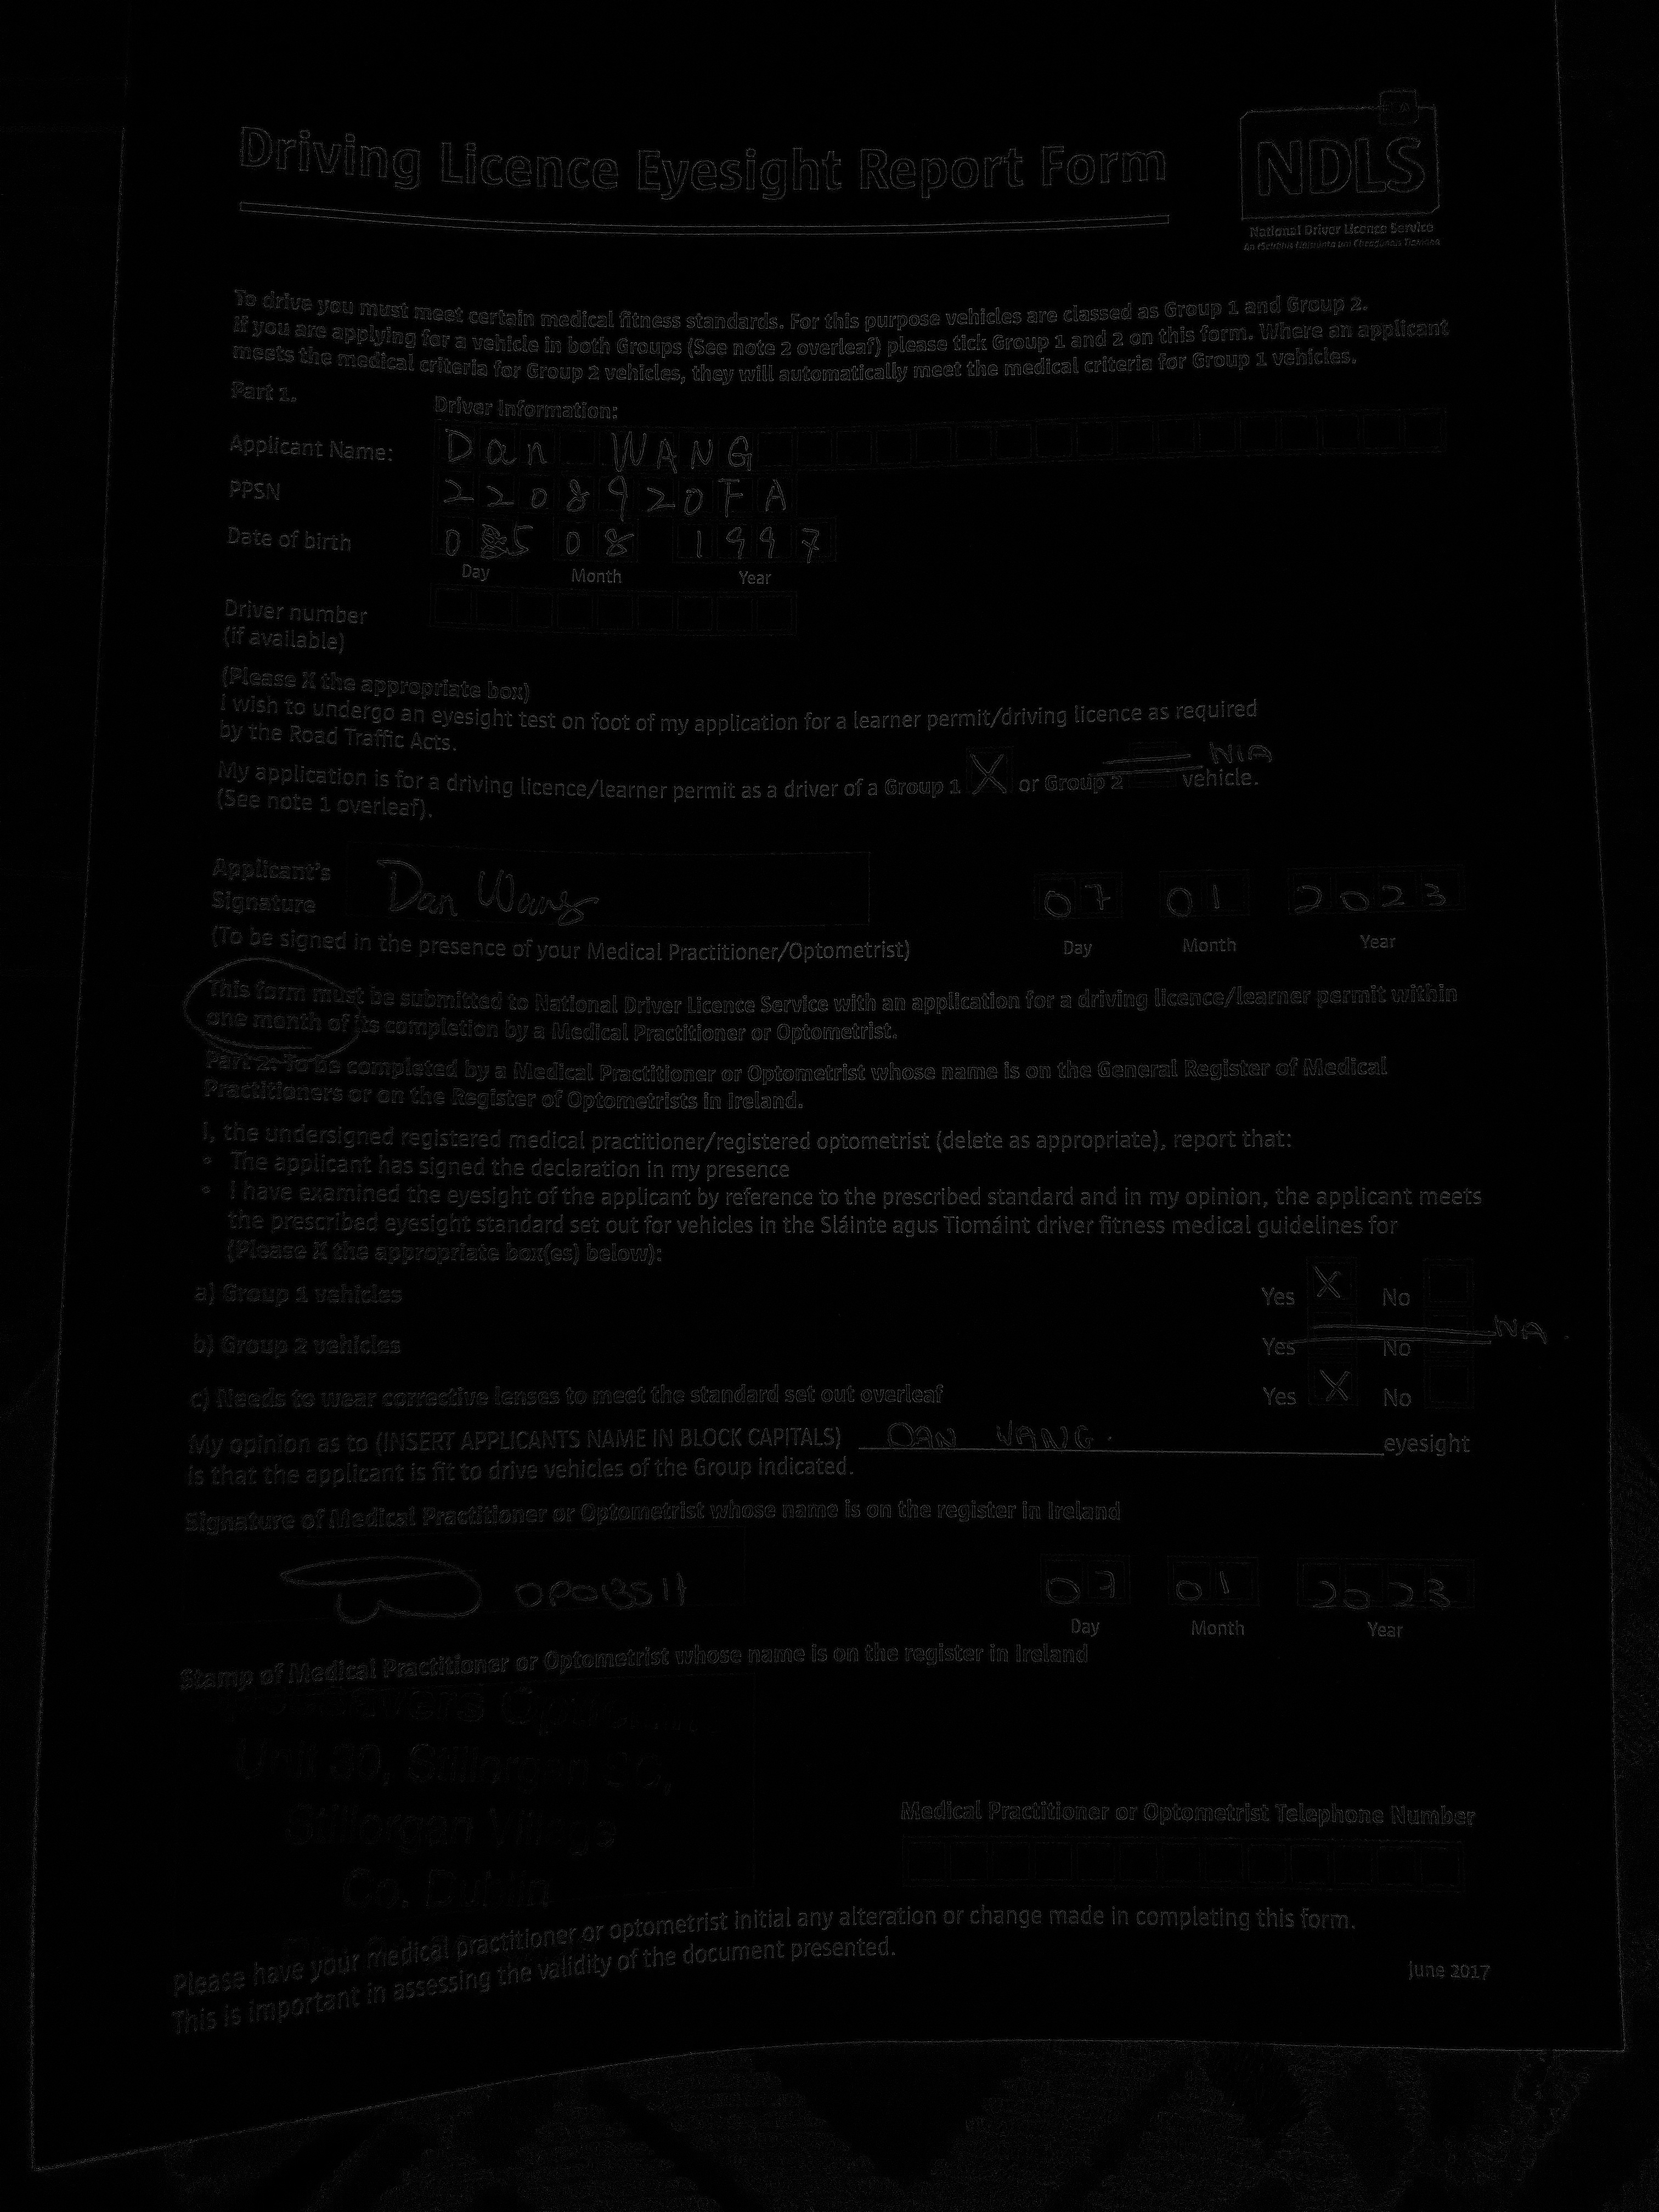 Driving Licence Eyesight Report Form
NDLS
National Driver Licence Service
To drive you must meet certain medical fitness standards. For this purpose vehicles are classed as Group 1 and Group 2.
If you are applying for a vehicle in both Groups (See note 2 overleaf) please tick Group 1 and 2 on this form. Where an applicant
meets the medical criteria for Group 2 vehicles, they will automatically meet the medical criteria for Group 1 vehicles.
Part 1. Driver Information:
Applicant Name: Dan WANG
PPSN 2208920FA
Date of birth 05 08 1997
Day Month Year
Driver number
(if available)
(Please X the appropriate box)
I wish to undergo an eyesight test on foot of my application for a learner permit/driving licence as required
by the Road Traffic Acts.
My application is for a driving licence/learner permit as a driver of a Group 1 X or Group 2 vehicle. N/A
(See note 1 overleaf).
Applicant's
Signature Dan Wang 07 01 2023
(To be signed in the presence of your Medical Practitioner/Optometrist) Day Month Year
This form must be submitted to National Driver Licence Service with an application for a driving licence/learner permit within
one month of its completion by a Medical Practitioner or Optometrist.
Part 2: To be completed by a Medical Practitioner or Optometrist whose name is on the General Register of Medical
Practitioners or on the Register of Optometrists in Ireland.
I, the undersigned registered medical practitioner/registered optometrist (delete as appropriate), report that:
• The applicant has signed the declaration in my presence
• I have examined the eyesight of the applicant by reference to the prescribed standard and in my opinion, the applicant meets
the prescribed eyesight standard set out for vehicles in the Sláinte agus Tiomáint driver fitness medical guidelines for
(Please X the appropriate box(es) below):
a) Group 1 vehicles Yes X No
b) Group 2 vehicles Yes No NA
c) Needs to wear corrective lenses to meet the standard set out overleaf Yes X No
My opinion as to (INSERT APPLICANTS NAME IN BLOCK CAPITALS) DAN WANG. eyesight
is that the applicant is fit to drive vehicles of the Group indicated.
Signature of Medical Practitioner or Optometrist whose name is on the register in Ireland
07 01 2023
Day Month Year
Stamp of Medical Practitioner or Optometrist whose name is on the register in Ireland
Unit 30, Stillorgan SC,
Stillorgan Village
Co. Dublin
Medical Practitioner or Optometrist Telephone Number
Please have your medical practitioner or optometrist initial any alteration or change made in completing this form.
This is important in assessing the validity of the document presented.
June 2017